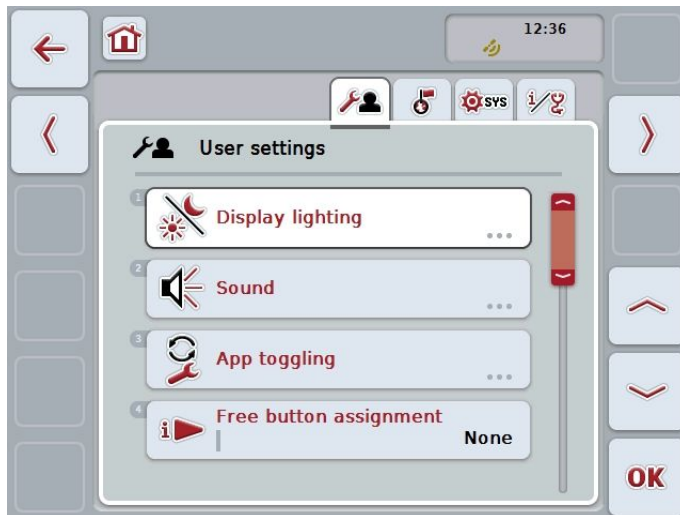 12:36
SYS
i/
User settings
1
Display lighting
...
2
Sound
...
3
App toggling
...
4
Free button assignment
i
None
OK